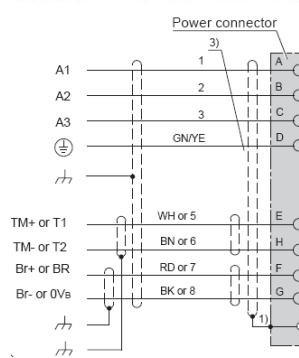 Power connector
3)
A1 1 A
A2 2 B
A3 3 C
GN/YE D
TM+ or T1 WH or 5 E
TM- or T2 BN or 6 H
Br+ or BR RD or 7 F
Br- or 0VB BK or 8 G
1)